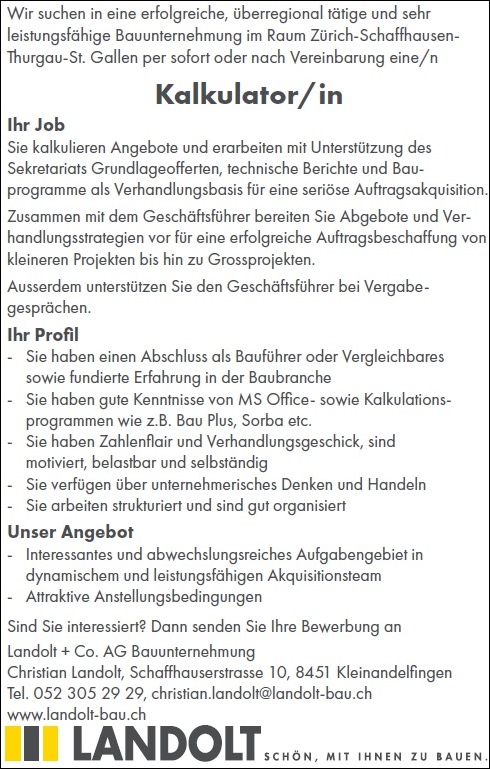 Wir suchen in eine erfolgreiche, überregional tätige und sehr
leistungsfähige Bauunternehmung im Raum Zürich-Schaffhausen-
Thurgau-St. Gallen per sofort oder nach Vereinbarung eine/n
Kalkulator/in
Ihr Job
Sie kalkulieren Angebote und erarbeiten mit Unterstützung des
Sekretariats Grundlageofferten, technische Berichte und Bau-
programme als Verhandlungsbasis für eine seriöse Auftragsakquisition.
Zusammen mit dem Geschäftsführer bereiten Sie Abgebote und Ver-
handlungsstrategien vor für eine erfolgreiche Auftragsbeschaffung von
kleineren Projekten bis hin zu Grossprojekten.
Ausserdem unterstützen Sie den Geschäftsführer bei Vergabe-
gesprächen.
Ihr Profil
- Sie haben einen Abschluss als Bauführer oder Vergleichbares
sowie fundierte Erfahrung in der Baubranche
- Sie haben gute Kenntnisse von MS Office- sowie Kalkulations-
programmen wie z.B. Bau Plus, Sorba etc.
- Sie haben Zahlenflair und Verhandlungsgeschick, sind
motiviert, belastbar und selbständig
- Sie verfügen über unternehmerisches Denken und Handeln
- Sie arbeiten strukturiert und sind gut organisiert
Unser Angebot
- Interessantes und abwechslungsreiches Aufgabengebiet in
dynamischem und leistungsfähigen Akquisitionsteam
- Attraktive Anstellungsbedingungen
Sind Sie interessiert? Dann senden Sie Ihre Bewerbung an
Landolt + Co. AG Bauunternehmung
Christian Landolt, Schaffhauserstrasse 10, 8451 Kleinandelfingen
Tel. 052 305 29 29, christian.landolt@landolt-bau.ch
www.landolt-bau.ch
LANDOLT SCHÖN, MIT IHNEN ZU BAUEN.